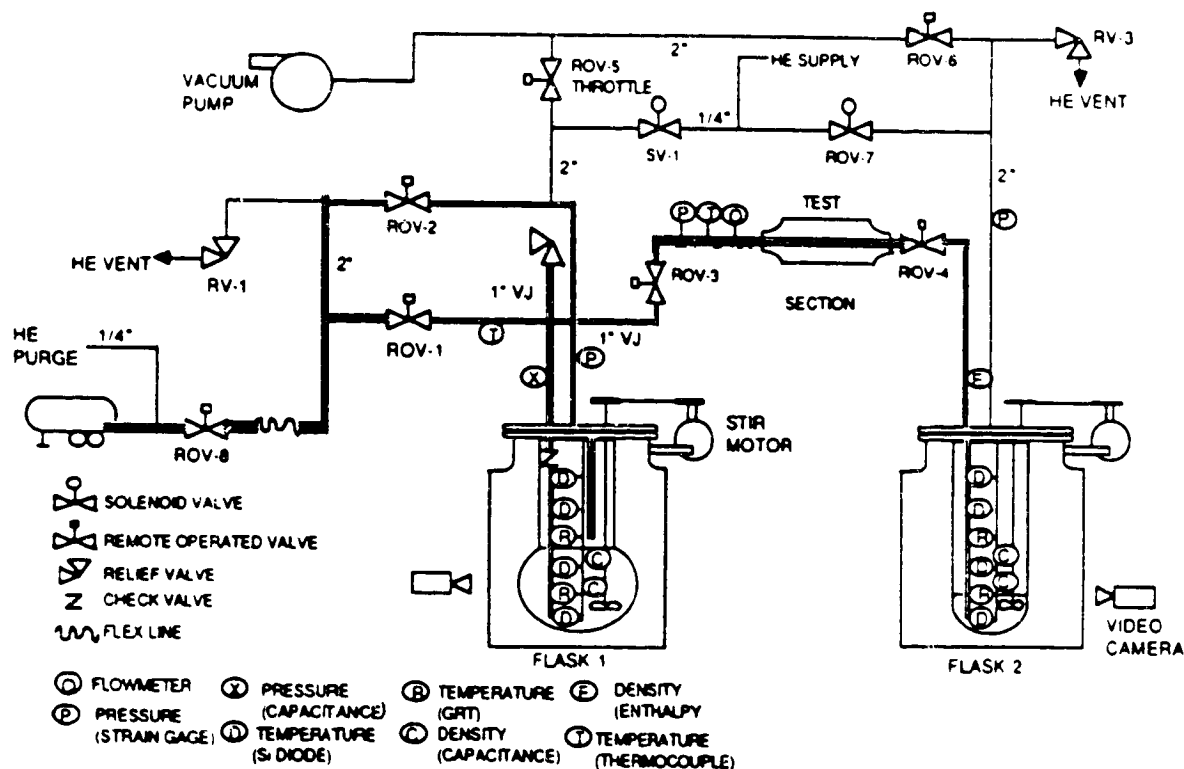 2"
ROV-6
RV-3
HE VENT
VACUUM
PUMP
ROV-5
THROTTLE
HE SUPPLY
1/4"
SV-1
ROV-7
2"
2"
ROV-2
P
T
O
TEST
P
HE VENT
RV-1
2"
ROV-3
ROV-4
SECTION
1" VJ
HE
PURGE
1/4"
ROV-1
T
1" VJ
P
X
E
ROV-8
STIR
MOTOR
SOLENOID VALVE
REMOTE OPERATED VALVE
RELIEF VALVE
CHECK VALVE
FLEX LINE
D
D
R
D
C
R
C
D
D
D
R
C
D
R
D
FLASK 1
FLASK 2
VIDEO
CAMERA
O FLOWMETER
P PRESSURE
(STRAIN GAGE)
X PRESSURE
(CAPACITANCE)
D TEMPERATURE
(Si DIODE)
R TEMPERATURE
(GRT)
C DENSITY
(CAPACITANCE)
E DENSITY
(ENTHALPY)
T TEMPERATURE
(THERMOCOUPLE)